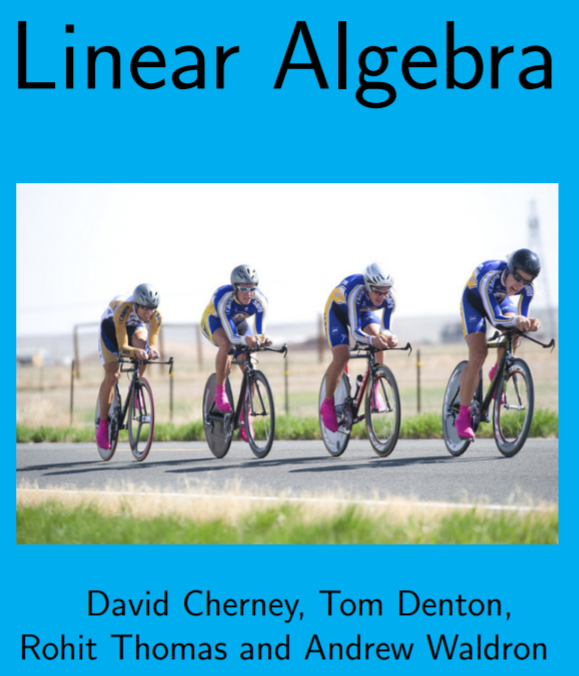 Linear Algebra
David Cherney, Tom Denton,
Rohit Thomas and Andrew Waldron